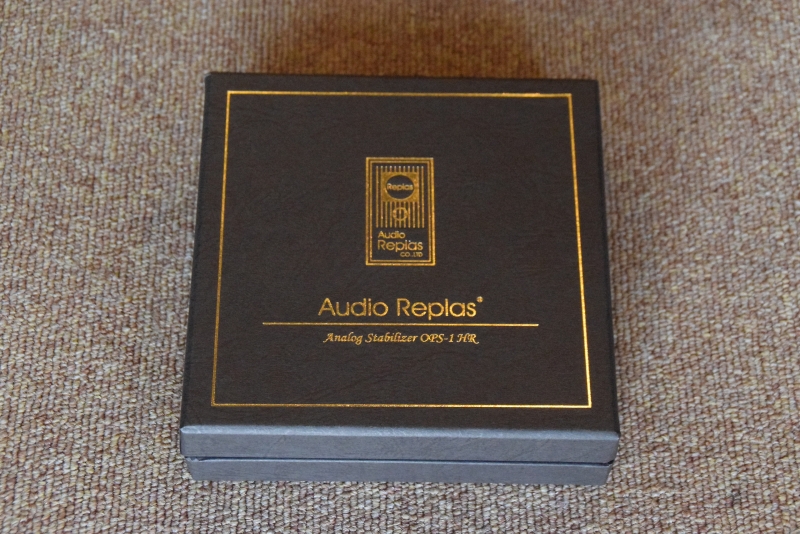 Replas
Audio
Replas
CO.,LTD
Audio Replas®
Analog Stabilizer OPS-1 HR